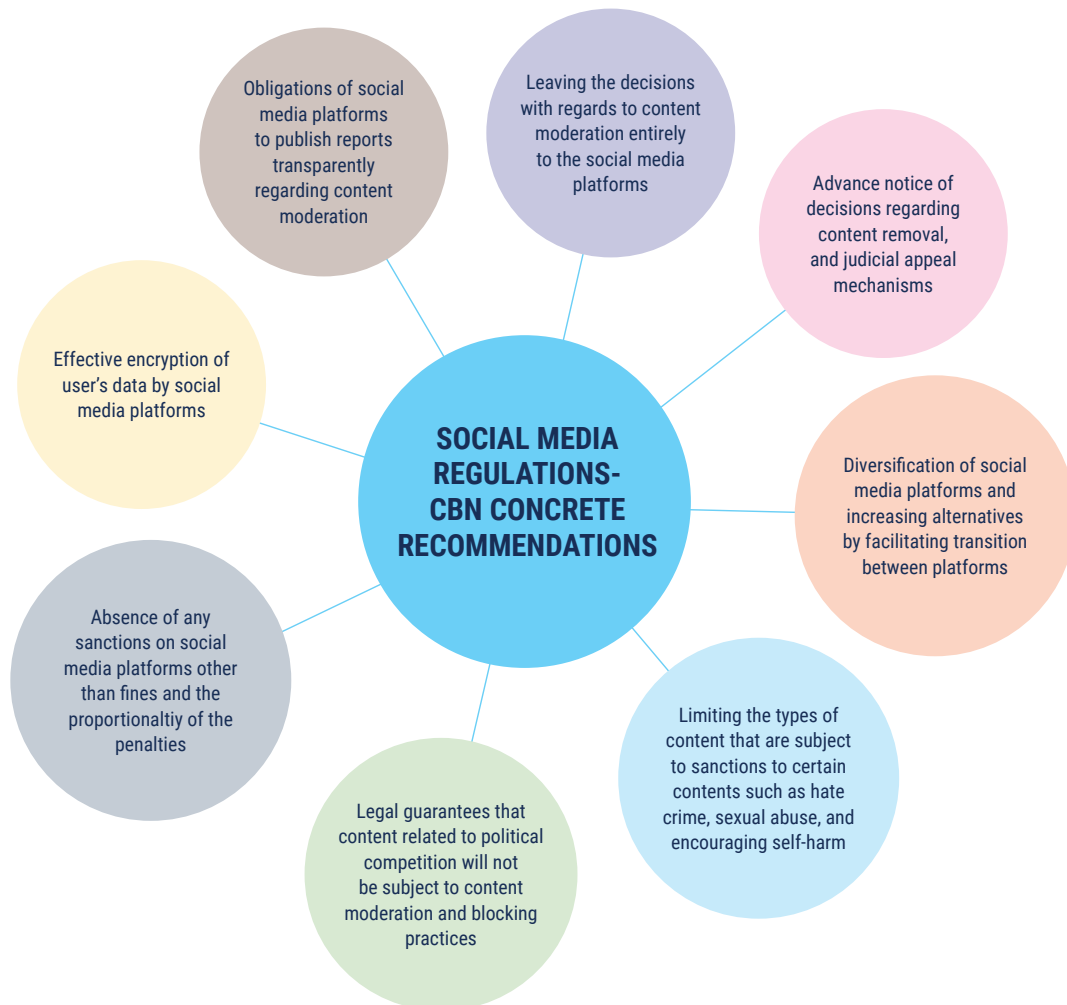 SOCIAL MEDIA
REGULATIONS-
CBN CONCRETE
RECOMMENDATIONS
Leaving the decisions
with regards to content
moderation entirely
to the social media
platforms
Advance notice of
decisions regarding
content removal,
and judicial appeal
mechanisms
Diversification of social
media platforms and
increasing alternatives
by facilitating transition
between platforms
Limiting the types of
content that are subject
to sanctions to certain
contents such as hate
crime, sexual abuse, and
encouraging self-harm
Legal guarantees that
content related to political
competition will not
be subject to content
moderation and blocking
practices
Absence of any
sanctions on social
media platforms other
than fines and the
proportionaltiy of the
penalties
Effective encryption of
user’s data by social
media platforms
Obligations of social
media platforms
to publish reports
transparently
regarding content
moderation